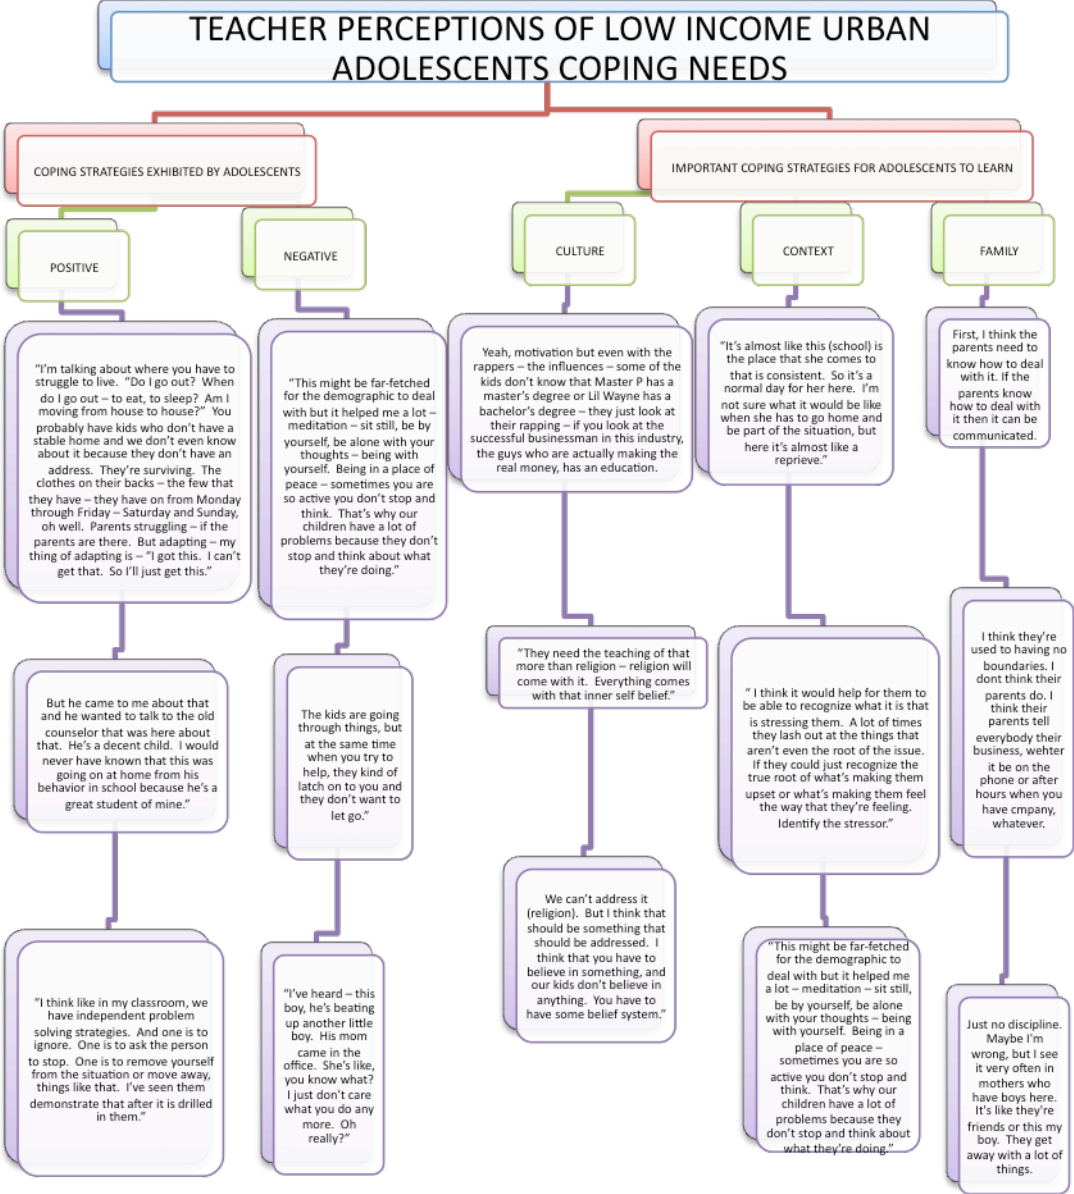 TEACHER PERCEPTIONS OF LOW INCOME URBAN
ADOLESCENTS COPING NEEDS
COPING STRATEGIES EXHIBITED BY ADOLESCENTS
IMPORTANT COPING STRATEGIES FOR ADOLESCENTS TO LEARN
POSITIVE
NEGATIVE
CULTURE
CONTEXT
FAMILY
“I’m talking about where you have to
struggle to live. “Do I go out? When
do I go out – to eat, to sleep? Am I
moving from house to house?” You
probably have kids who don’t have a
stable home and we don’t even know
about it because they don’t have an
address. They’re surviving. The
clothes on their backs – the few that
they have – they have on from Monday
through Friday – Saturday and Sunday,
oh well. Parents struggling – if the
parents are there. But adapting – my
thing of adapting is – “I got this. I can’t
get that. So I’ll just get this.”
But he came to me about that
and he wanted to talk to the old
counselor that was here about
that. He’s a decent child. I would
never have known that this was
going on at home from his
behavior in school because he’s a
great student of mine.”
“I think like in my classroom, we
have independent problem
solving strategies. And one is to
ignore. One is to ask the person
to stop. One is to remove yourself
from the situation or move away,
things like that. I’ve seen them
demonstrate that after it is drilled
in them.”
“This might be far-fetched
for the demographic to deal
with but it helped me a lot –
meditation – sit still, be by
yourself, be alone with your
thoughts – being with
yourself. Being in a place of
peace – sometimes you are
so active you don’t stop and
think. That’s why our
children have a lot of
problems because they don’t
stop and think about what
they’re doing.”
The kids are going
through things, but
at the same time
when you try to
help, they kind of
latch on to you and
they don’t want to
let go.”
“I’ve heard – this
boy, he’s beating
up another little
boy. His mom
came in the
office. She’s like,
you know what?
I just don’t care
what you do any
more. Oh
really?”
Yeah, motivation but even with the
rappers – the influences – some of the
kids don’t know that Master P has a
master’s degree or Lil Wayne has a
bachelor’s degree – they just look at
their rapping – if you look at the
successful businessman in this industry,
the guys who are actually making the
real money, has an education.
“They need the teaching of that
more than religion – religion will
come with it. Everything comes
with that inner self belief.”
We can’t address it
(religion). But I think that
should be something that
should be addressed. I
think that you have to
believe in something, and
our kids don’t believe in
anything. You have to
have some belief system.”
“It’s almost like this (school) is
the place that she comes to
that is consistent. So it’s a
normal day for her here. I’m
not sure what it would be like
when she has to go home and
be part of the situation, but
here it’s almost like a
reprieve.”
“ I think it would help for them to
be able to recognize what it is that
is stressing them. A lot of times
they lash out at the things that
aren’t even the root of the issue.
If they could just recognize the
true root of what’s making them
upset or what’s making them feel
the way that they’re feeling.
Identify the stressor.”
“This might be far-fetched
for the demographic to
deal with but it helped me
a lot – meditation – sit still,
be by yourself, be alone
with your thoughts – being
with yourself. Being in a
place of peace –
sometimes you are so
active you don’t stop and
think. That’s why our
children have a lot of
problems because they
don’t stop and think about
what they’re doing.”
First, I think the
parents need to
know how to deal
with it. If the
parents know
how to deal with
it then it can be
communicated.
I think they're
used to having no
boundaries. I
dont think their
parents do. I
think their
parents tell
everybody their
business, wehter
it be on the
phone or after
hours when you
have cmpany,
whatever.
Just no discipline.
Maybe I'm
wrong, but I see
it very often in
mothers who
have boys here.
It's like they're
friends or this my
boy. They get
away with a lot of
things.